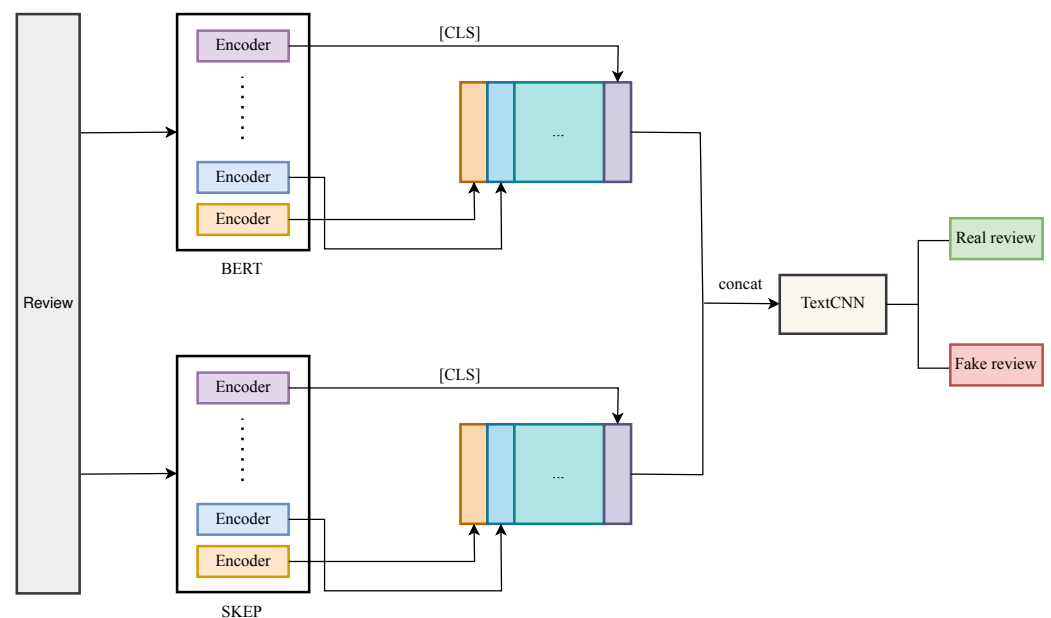 Review
Encoder
Encoder
Encoder
BERT
[CLS]
...
Encoder
Encoder
Encoder
SKEP
[CLS]
...
concat
TextCNN
Real review
Fake review